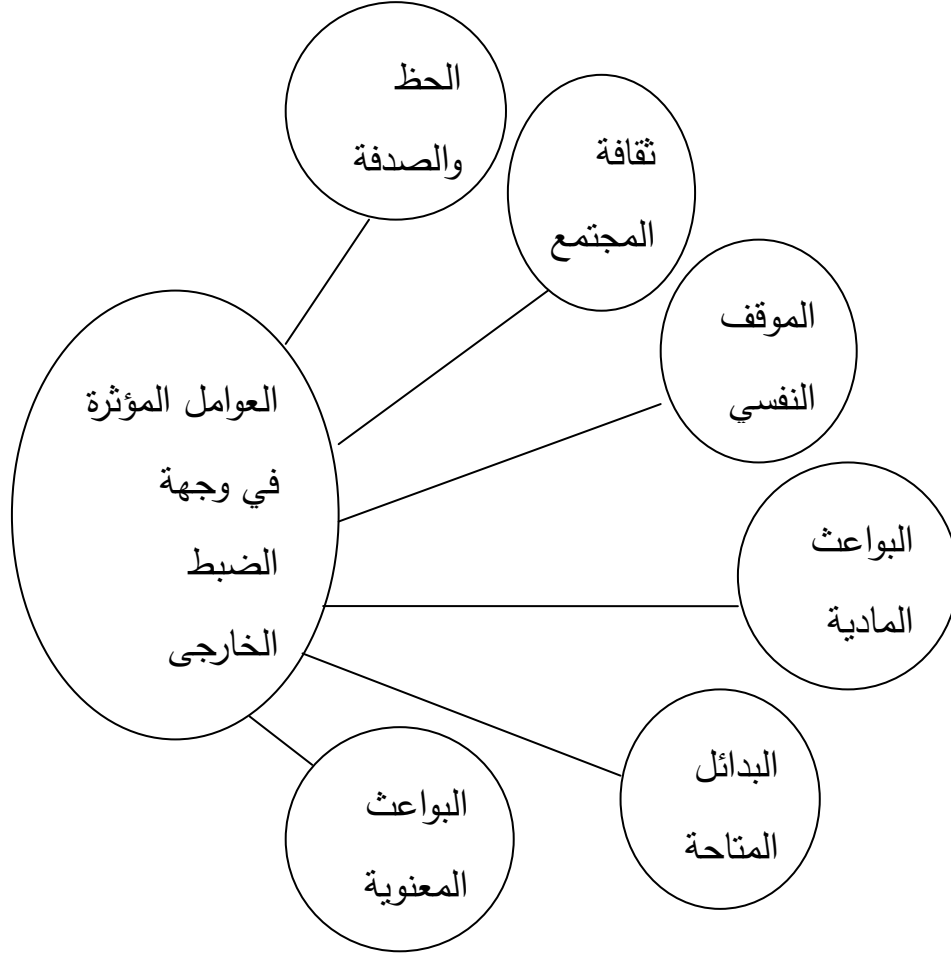 الحظ
والصدفة
ثقافة
المجتمع
الموقف
النفسي
العوامل المؤثرة
في وجهة
الضبط
الخارجى
البواعث
المادية
البدائل
المتاحة
البواعث
المعنوية